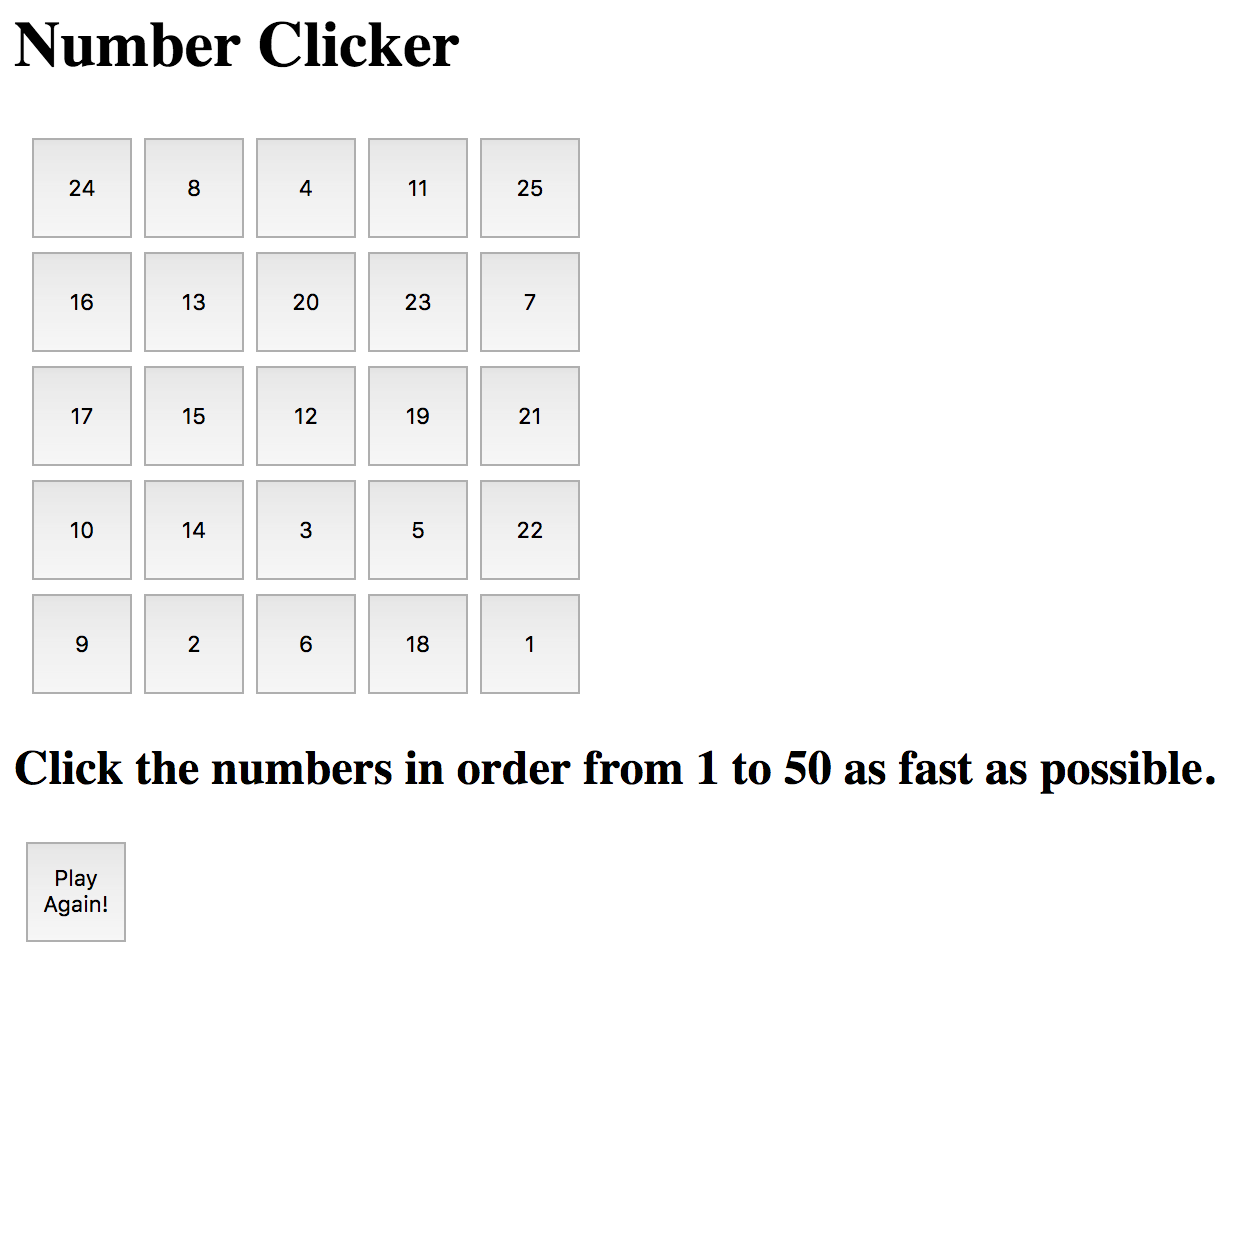 Number Clicker
24 8 4 11 25
16 13 20 23 7
17 15 12 19 21
10 14 3 5 22
9 2 6 18 1
Click the numbers in order from 1 to 50 as fast as possible.
Play
Again!